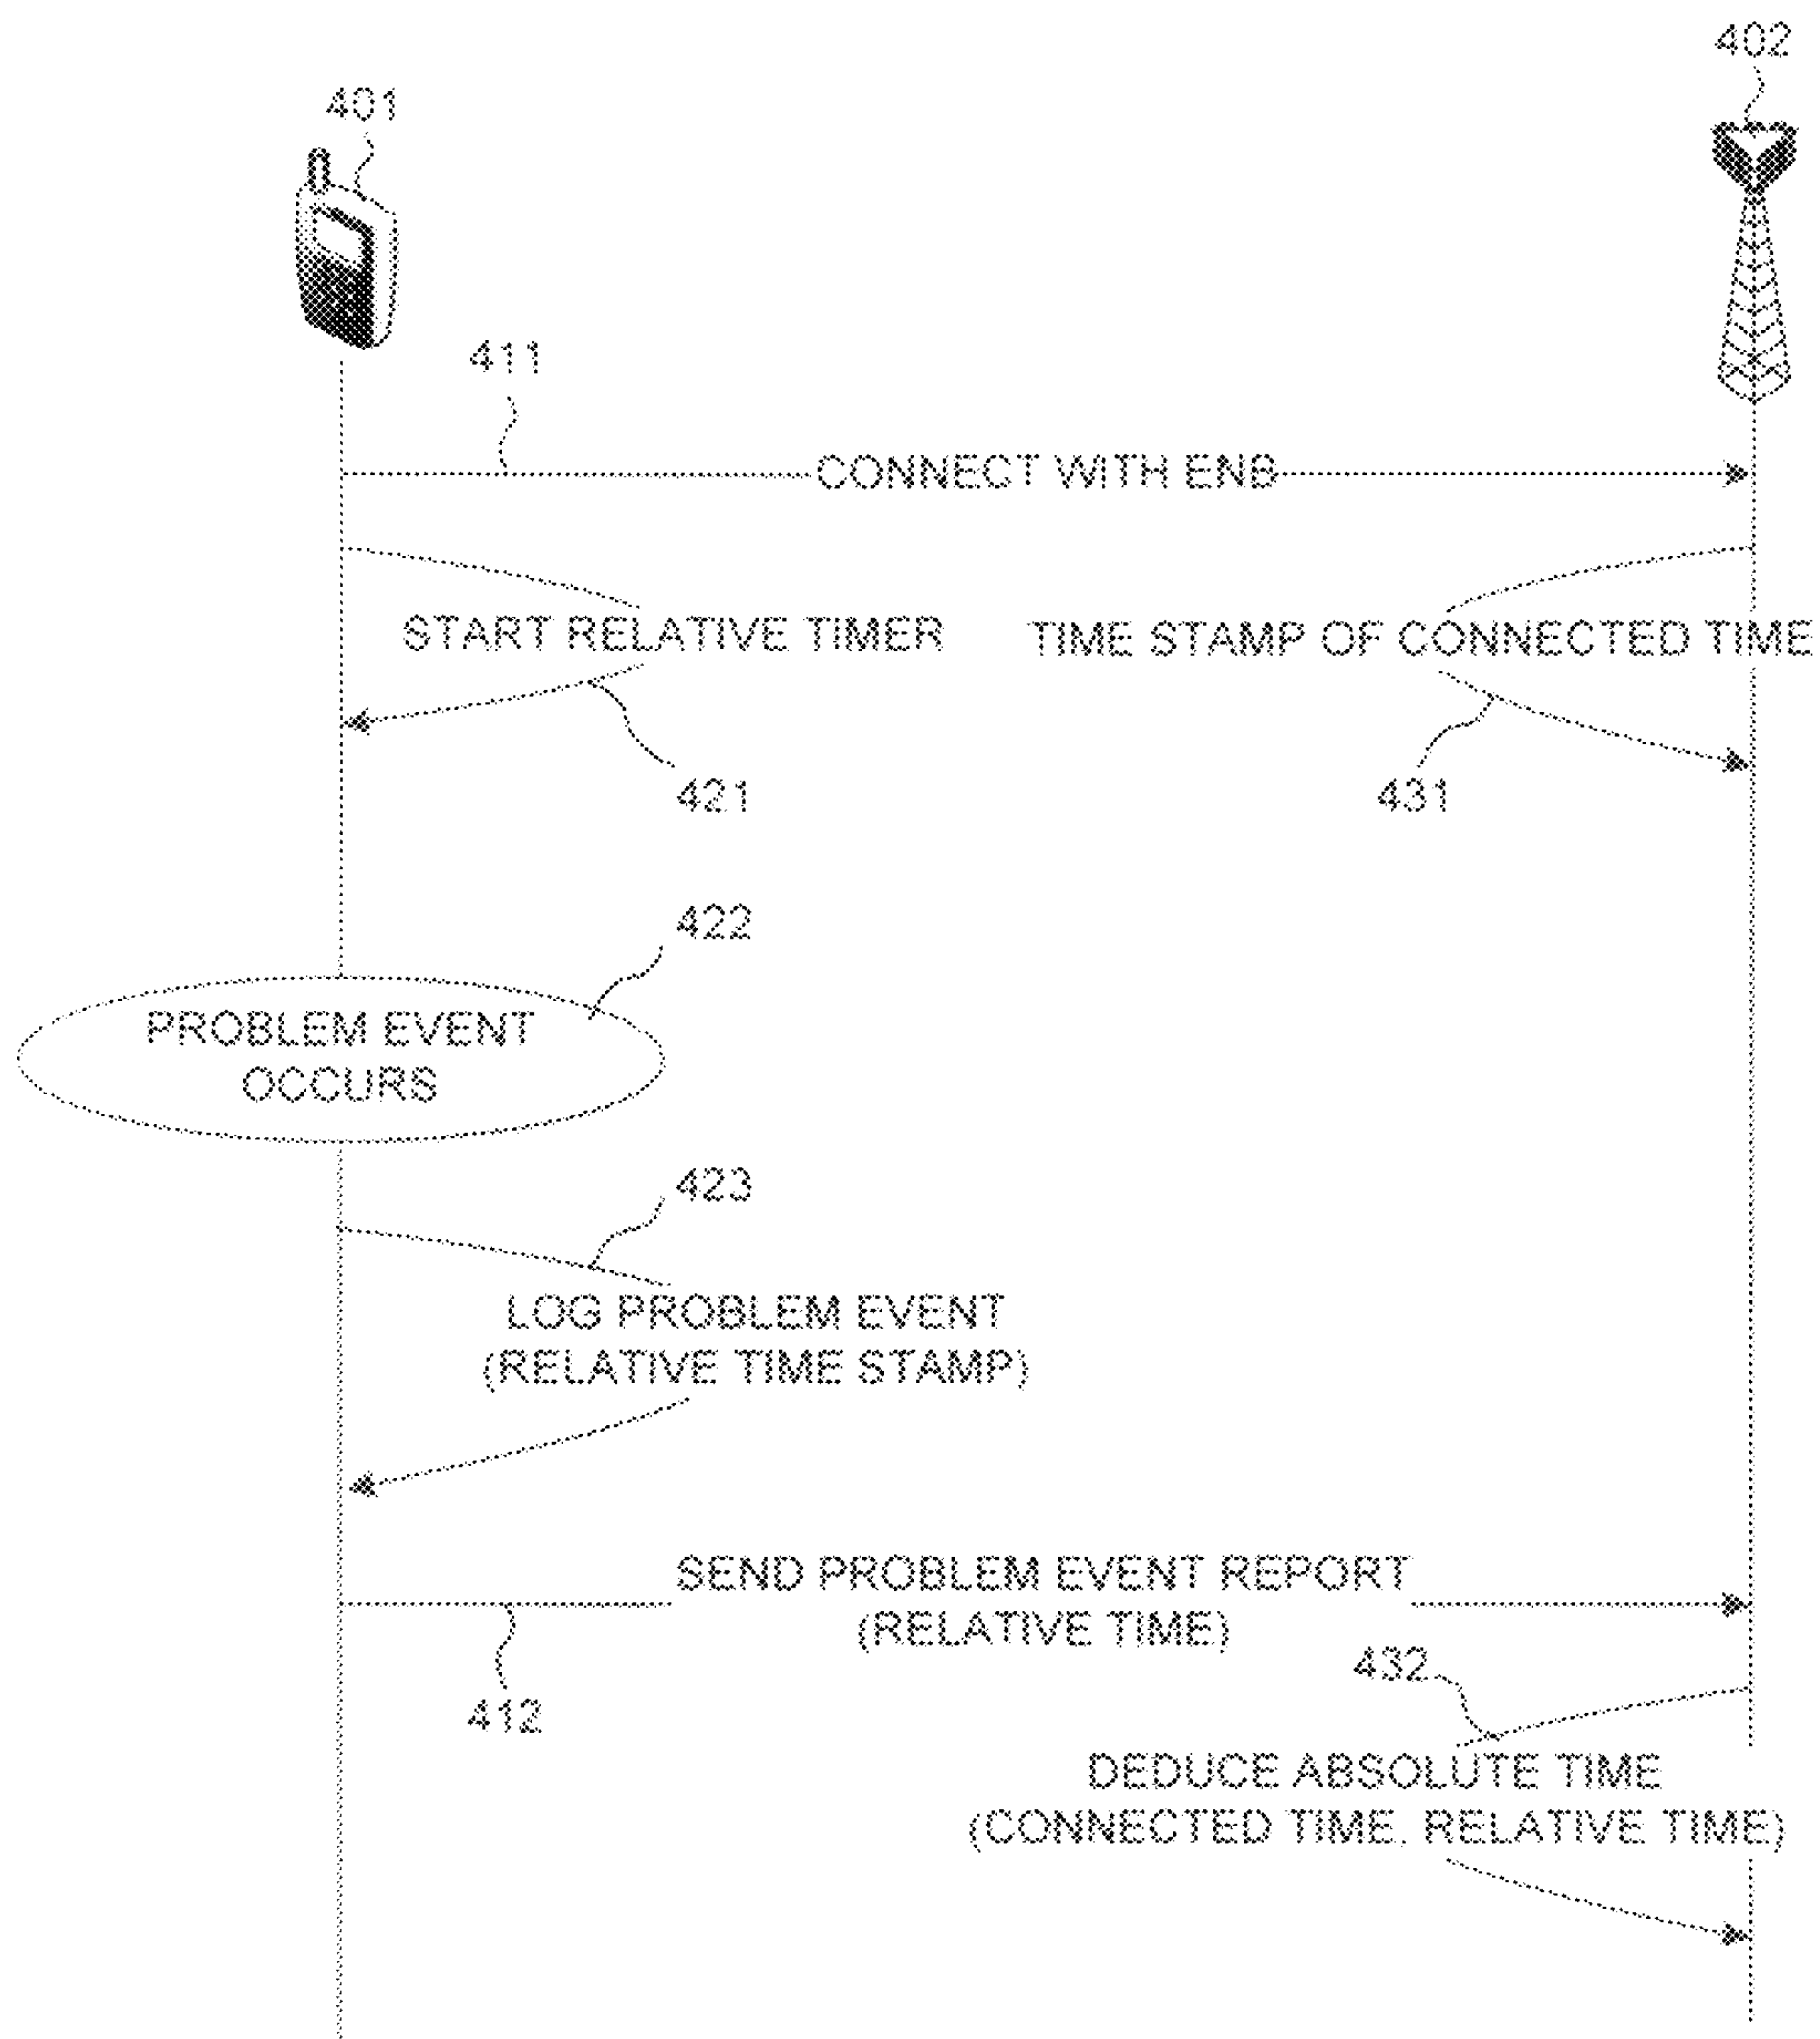 402
401
411
CONNECT WITH ENB
START RELATIVE TIMER
TIME STAMP OF CONNECTED TIME
421
431
422
PROBLEM EVENT
OCCURS
423
LOG PROBLEM EVENT
(RELATIVE TIME STAMP)
SEND PROBLEM EVENT REPORT
(RELATIVE TIME)
432
412
DEDUCE ABSOLUTE TIME
(CONNECTED TIME, RELATIVE TIME)